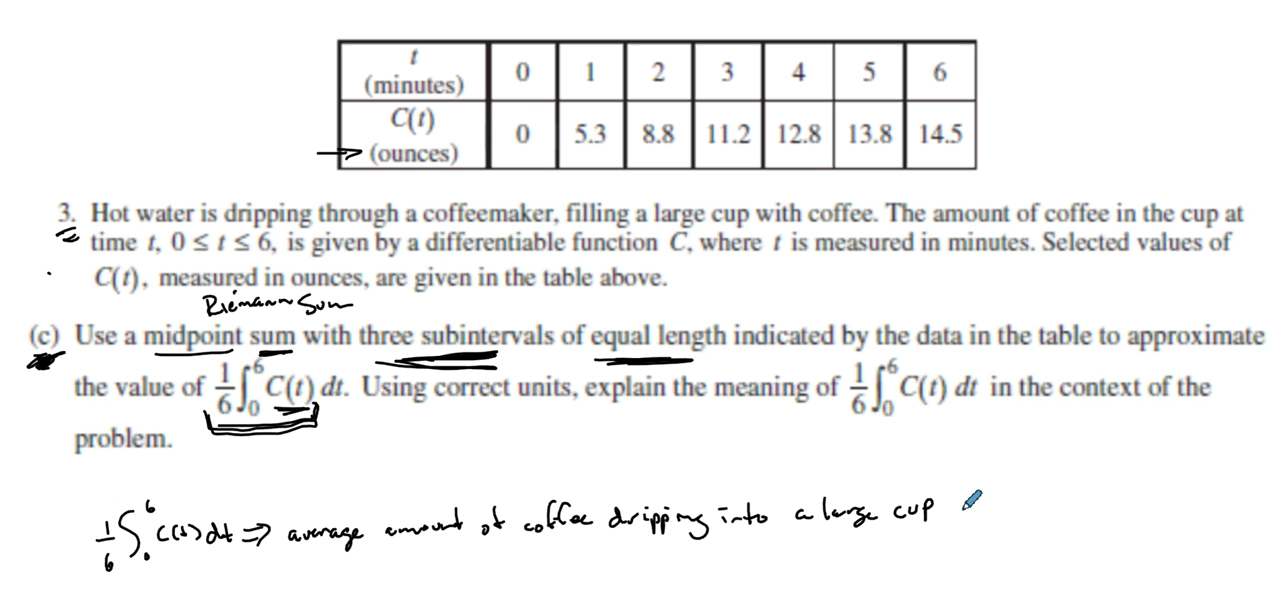 t (minutes) 0 1 2 3 4 5 6
C(t) (ounces) 0 5.3 8.8 11.2 12.8 13.8 14.5
3. Hot water is dripping through a coffeemaker, filling a large cup with coffee. The amount of coffee in the cup at
time t, 0 ≤ t ≤ 6, is given by a differentiable function C, where t is measured in minutes. Selected values of
C(t), measured in ounces, are given in the table above.
Riemann Sum
(c) Use a midpoint sum with three subintervals of equal length indicated by the data in the table to approximate
the value of 1/6 ∫₀⁶ C(t) dt. Using correct units, explain the meaning of 1/6 ∫₀⁶ C(t) dt in the context of the
problem.
1/6 ∫₀⁶ C(t) dt ⇒ average amount of coffee dripping into a large cup